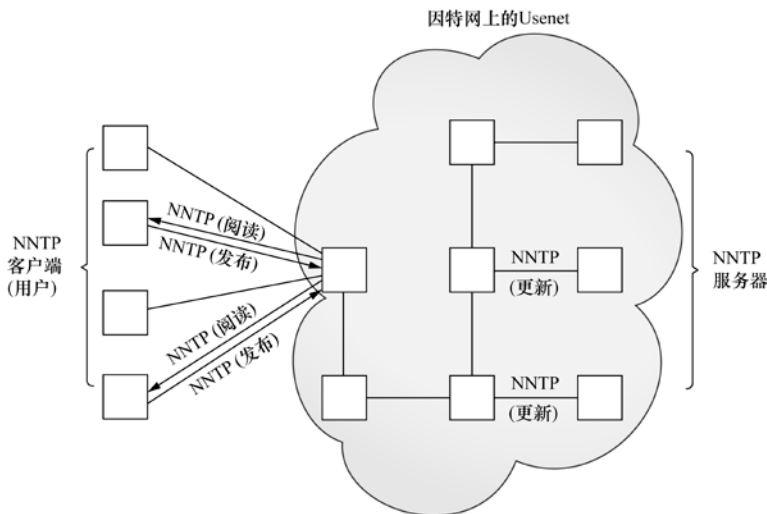 因特网上的Usenet
NNTP
客户端
(用户)
NNTP (阅读)
NNTP (发布)
NNTP (阅读)
NNTP (发布)
NNTP
(更新)
NNTP
(更新)
NNTP
服务器